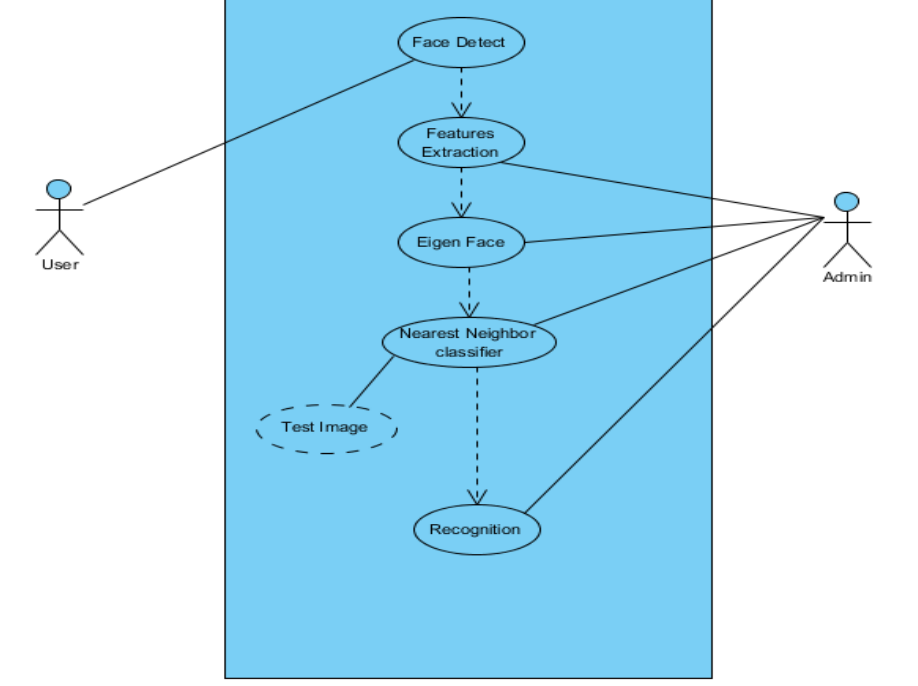 Face Detect
Features
Extraction
User
Eigen Face
Admin
Nearest Neighbor
classifier
Test Image
Recognition